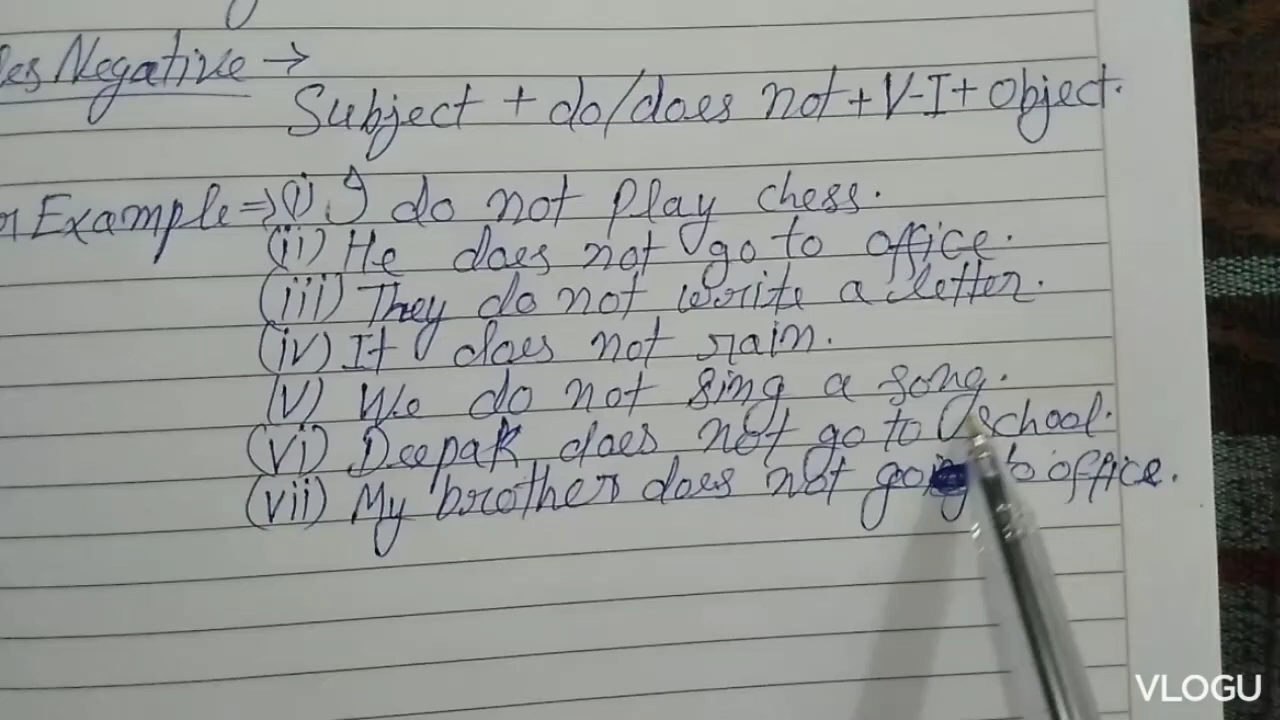 Negative →
Subject + do/does not + V-I + Object.
Example ⇒ (i) I do not play chess.
(ii) He does not go to office.
(iii) They do not write a letter.
(iv) It does not rain.
(v) We do not sing a song.
(vi) Deepak does not go to school.
(vii) My brother does not go to office.
VLOGU